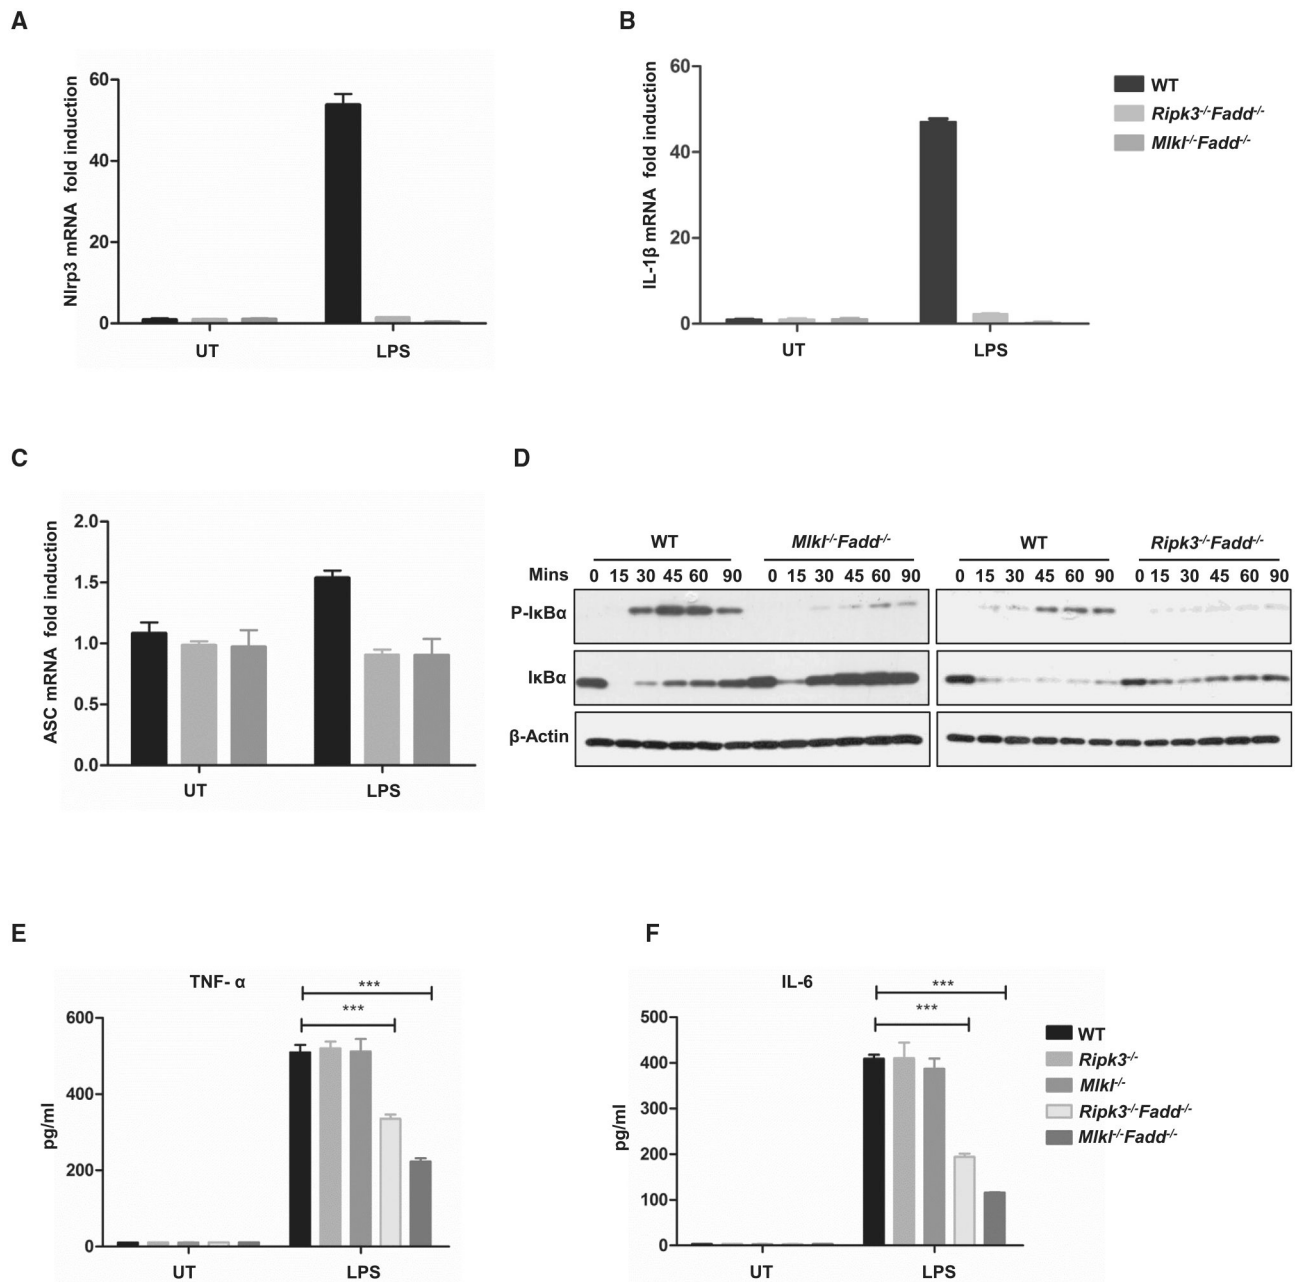 A
Nlrp3 mRNA fold induction
60
40
20
0
UT
LPS
B
IL-1β mRNA fold induction
60
40
20
0
UT
LPS
WT
Ripk3-/-Fadd-/-
Mlkl-/-Fadd-/-
C
ASC mRNA fold induction
2.0
1.5
1.0
0.5
0.0
UT
LPS
D
WT
Mlkl-/-Fadd-/-
WT
Ripk3-/-Fadd-/-
Mins
0 15 30 45 60 90 0 15 30 45 60 90
0 15 30 45 60 90 0 15 30 45 60 90
P-IκBα
IκBα
β-Actin
E
TNF- α
***
***
pg/ml
600
400
200
0
UT
LPS
F
IL-6
***
***
pg/ml
500
400
300
200
100
0
UT
LPS
WT
Ripk3-/-
Mlkl-/-
Ripk3-/-Fadd-/-
Mlkl-/-Fadd-/-